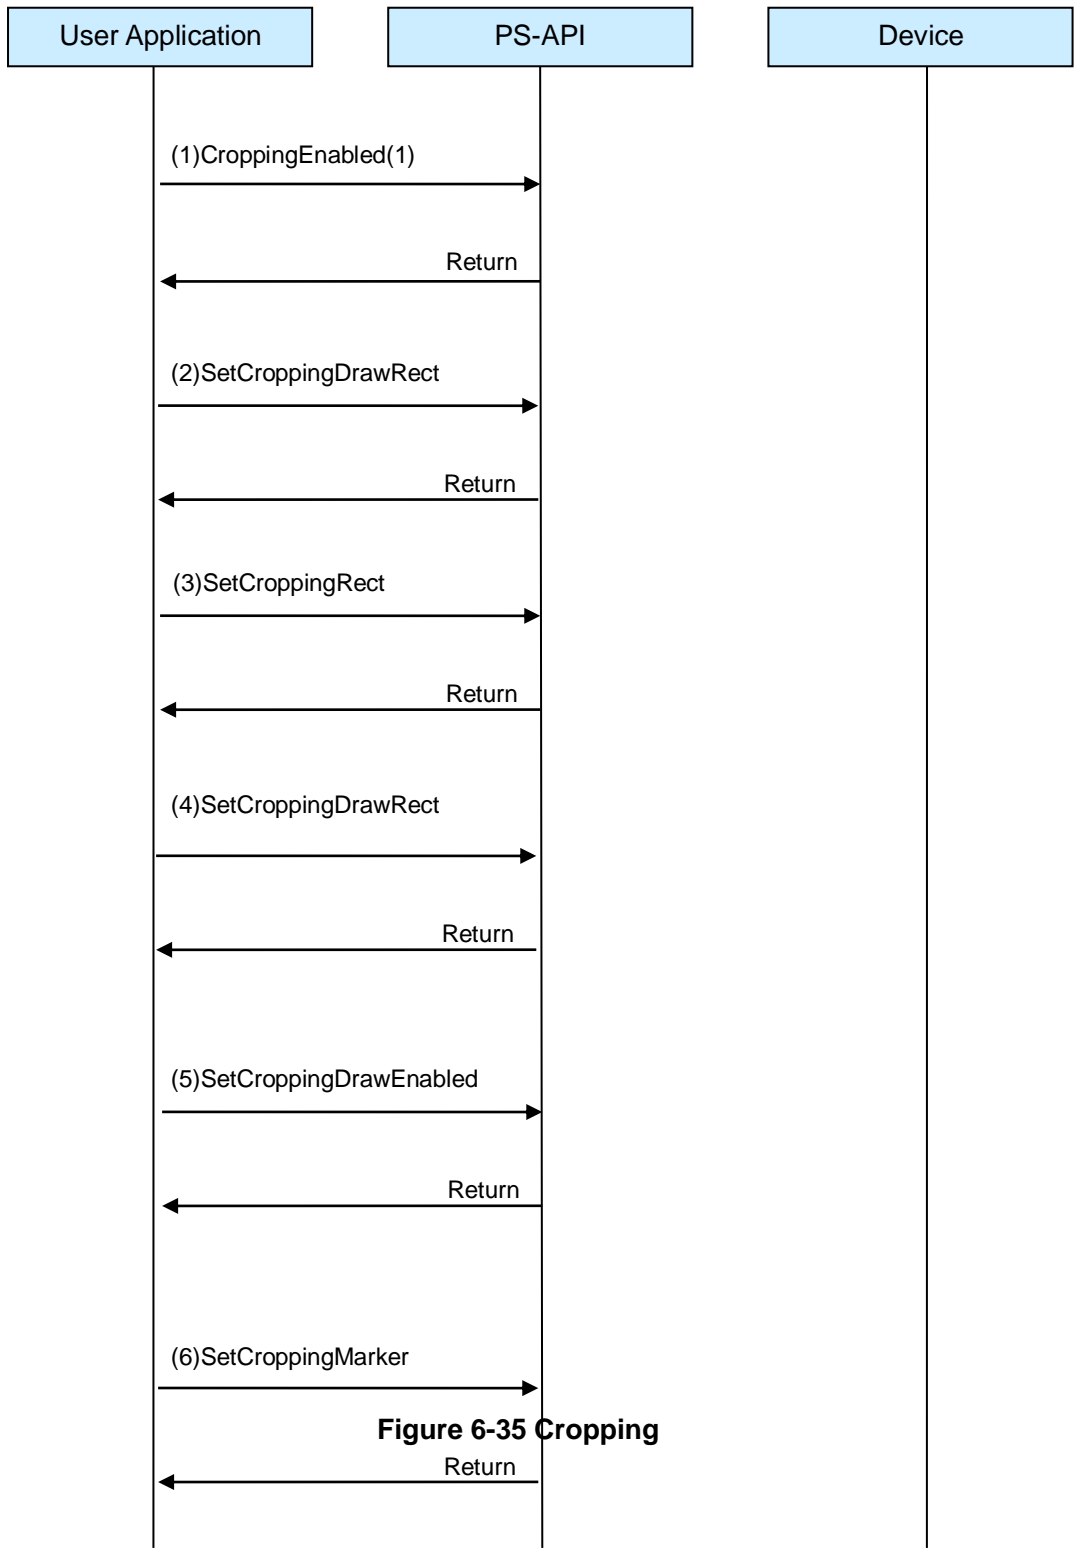 User Application
PS-API
Device
(1)CroppingEnabled(1)
Return
(2)SetCroppingDrawRect
Return
(3)SetCroppingRect
Return
(4)SetCroppingDrawRect
Return
(5)SetCroppingDrawEnabled
Return
(6)SetCroppingMarker
Figure 6-35 Cropping
Return